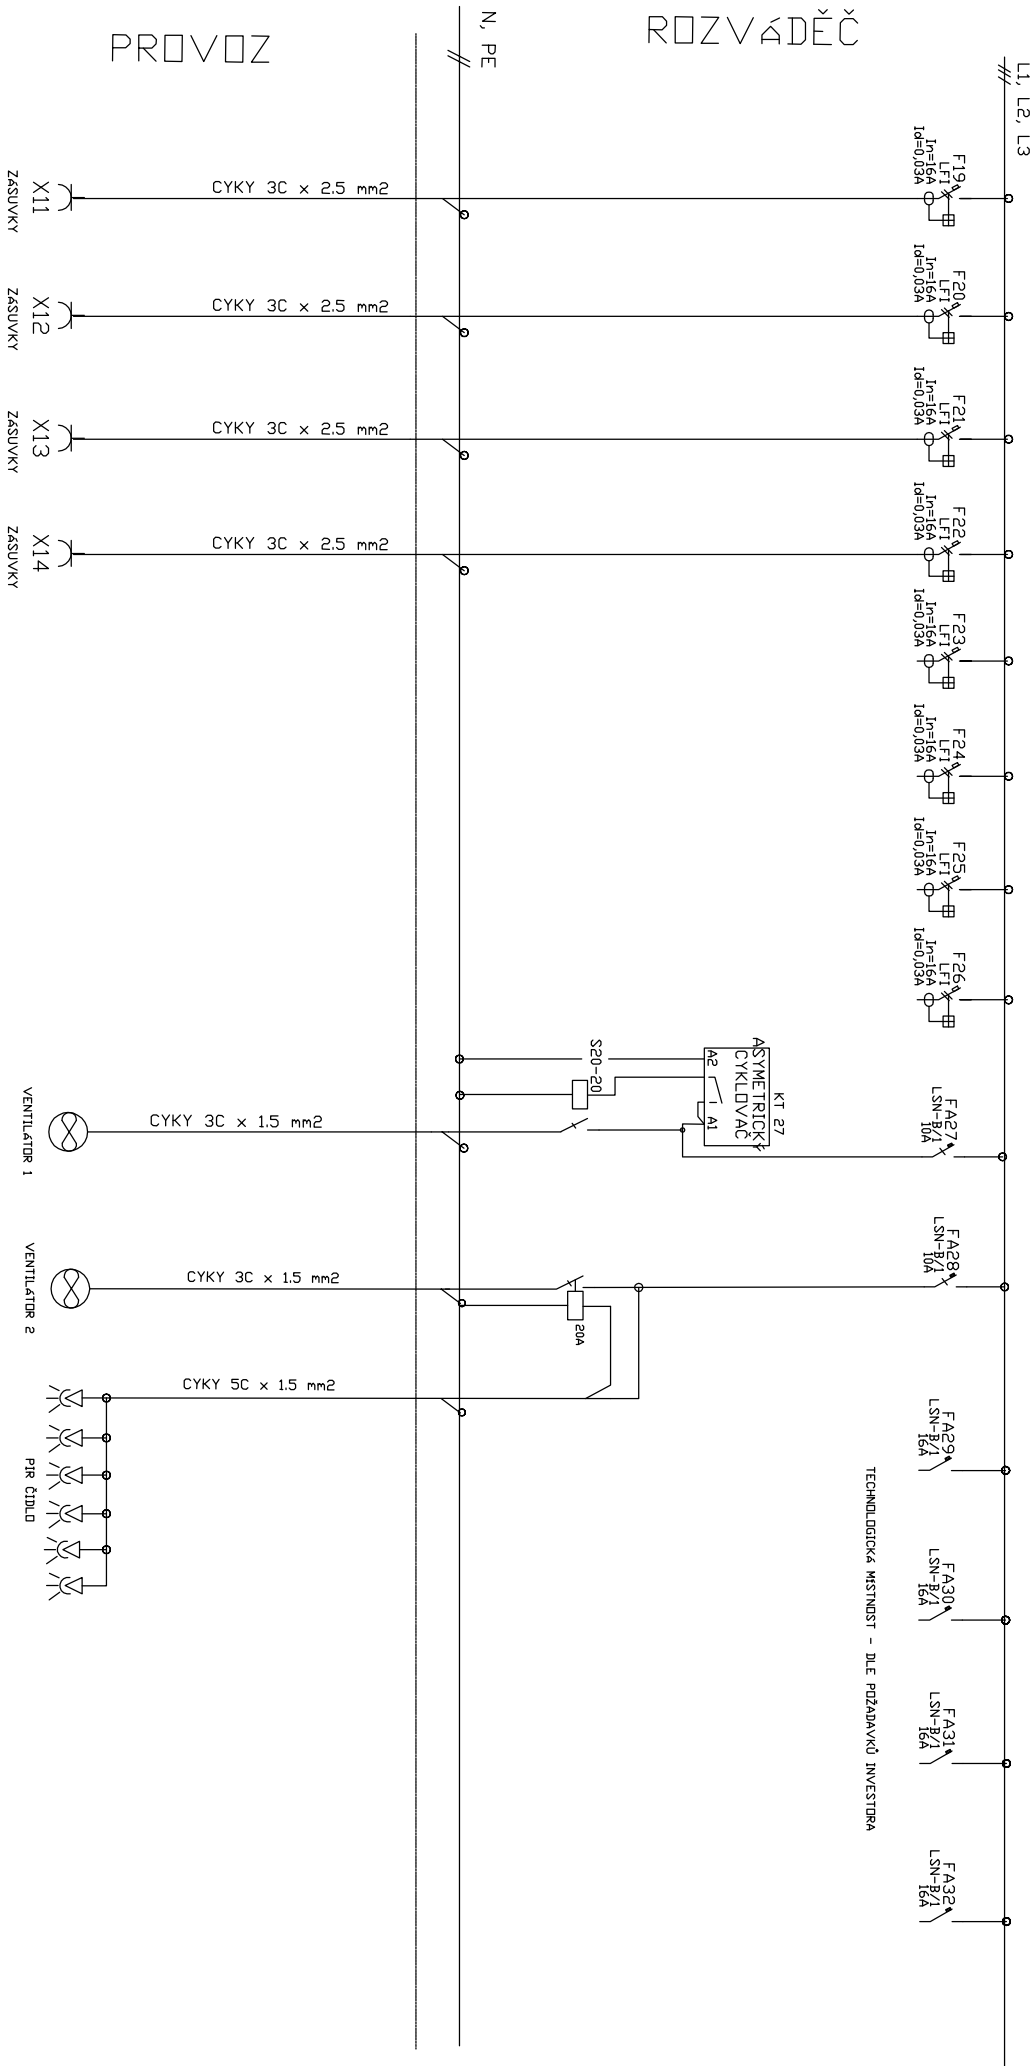 PROVOZ
N, PE
ROZVÁDĚČ
L1, L2, L3
F19
LFI
In=16A
Id=0,03A
CYKY 3C x 2.5 mm2
X11
ZÁSUVKY
F20
LFI
In=16A
Id=0,03A
CYKY 3C x 2.5 mm2
X12
ZÁSUVKY
F21
LFI
In=16A
Id=0,03A
CYKY 3C x 2.5 mm2
X13
ZÁSUVKY
F22
LFI
In=16A
Id=0,03A
CYKY 3C x 2.5 mm2
X14
ZÁSUVKY
F23
LFI
In=16A
Id=0,03A
F24
LFI
In=16A
Id=0,03A
F25
LFI
In=16A
Id=0,03A
F26
LFI
In=16A
Id=0,03A
KT 27
ASYMETRICKÝ
CYKLOVAČ
A2
A1
S20-20
FA27
LSN-B/1
10A
CYKY 3C x 1.5 mm2
VENTILÁTOR 1
FA28
LSN-B/1
10A
20A
CYKY 3C x 1.5 mm2
VENTILÁTOR 2
CYKY 5C x 1.5 mm2
PIR ČIDLO
FA29
LSN-B/1
16A
FA30
LSN-B/1
16A
FA31
LSN-B/1
16A
FA32
LSN-B/1
16A
TECHNOLOGICKÁ MÍSTNOST - DLE POŽADAVKŮ INVESTORA